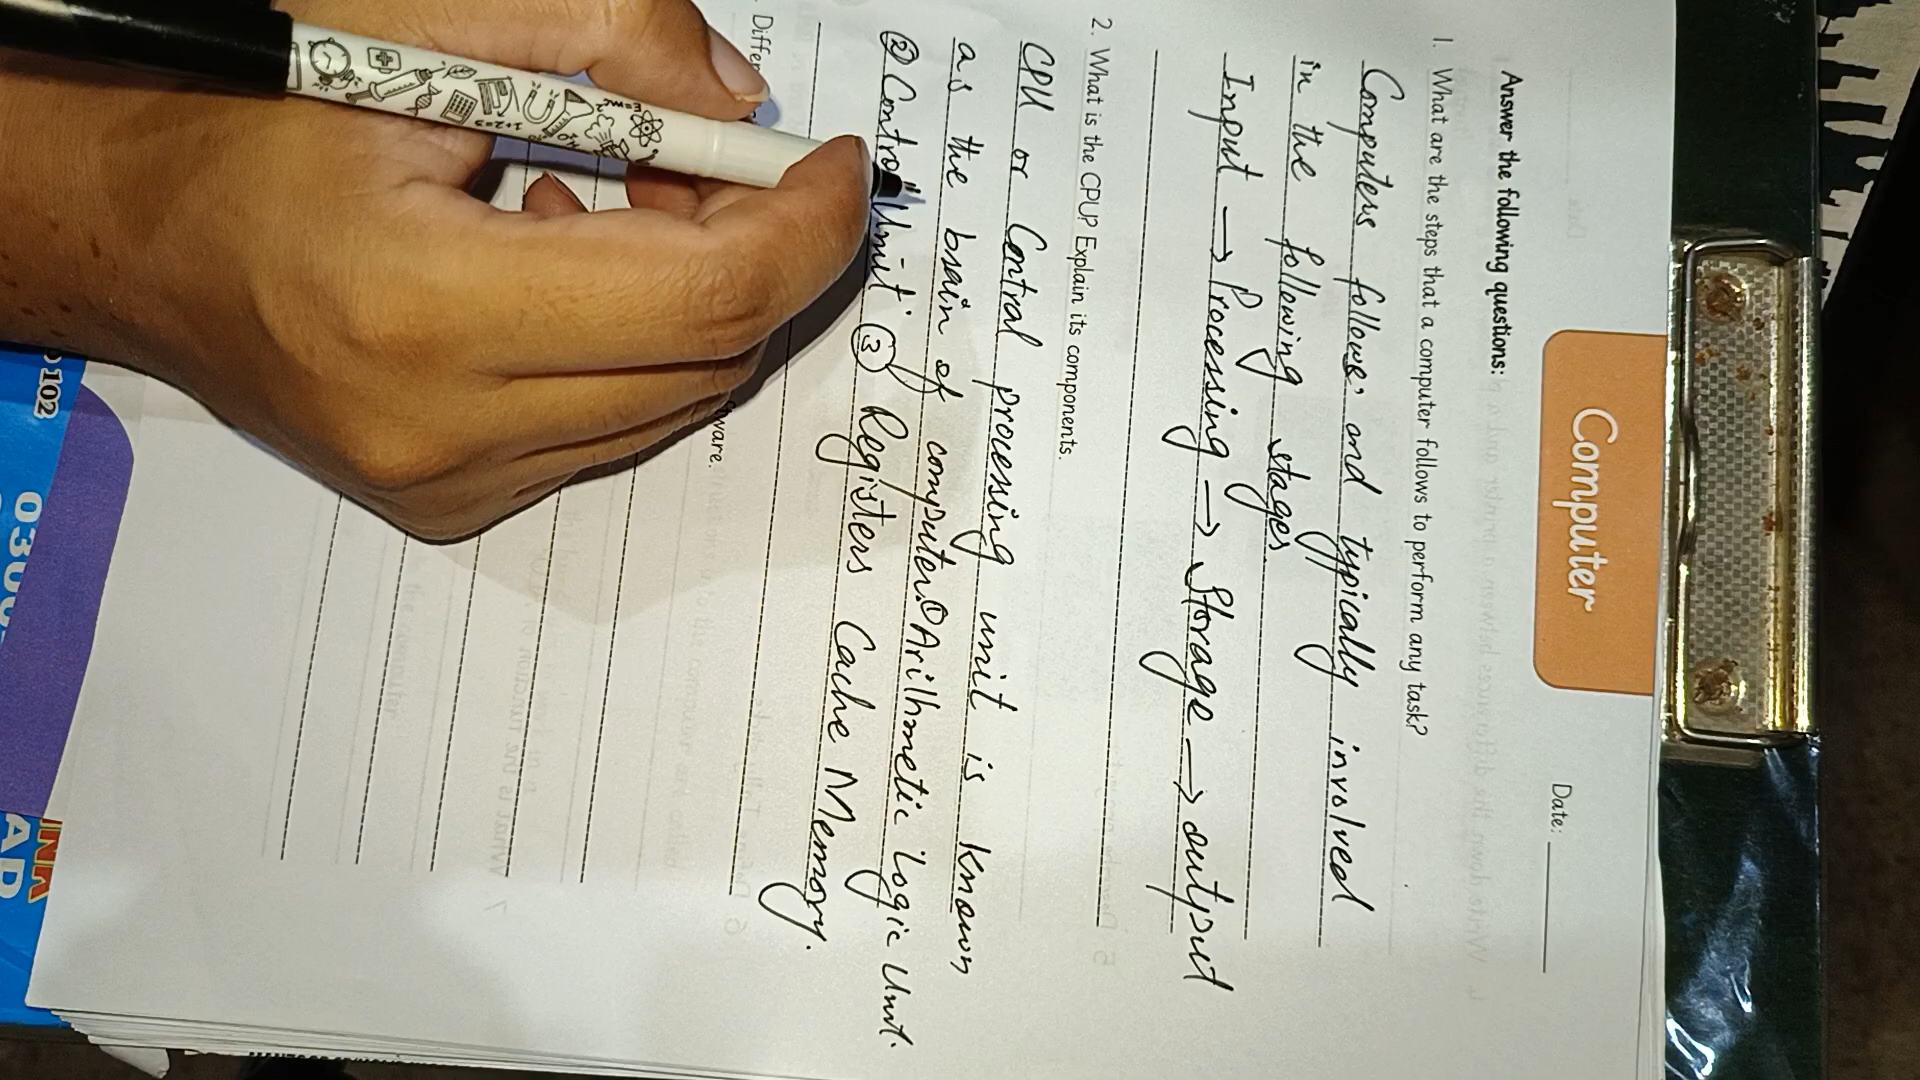 Computer
Date:
Answer the following questions:
1. What are the steps that a computer follows to perform any task?
Computers follows, and typically involved
in the following stages.
Input → Processing → Storage → output
2. What is the CPU? Explain its components.
CPU or Central processing unit is known
as the brain of computer. ① Arithmetic Logic Unit.
② Control Unit ③ Registers Cache Memory.
ware.
102